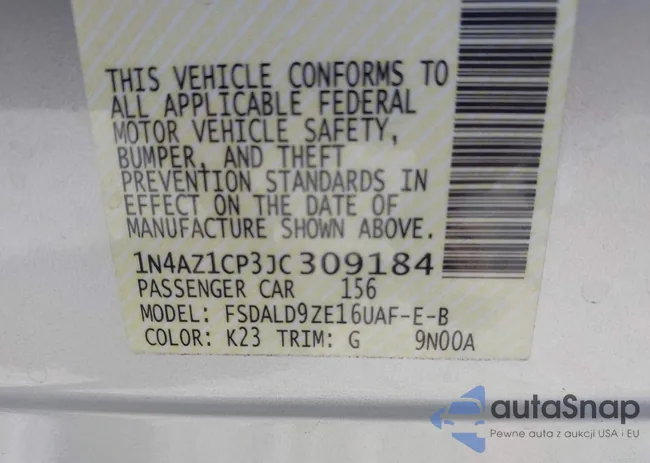 THIS VEHICLE CONFORMS TO
ALL APPLICABLE FEDERAL
MOTOR VEHICLE SAFETY,
BUMPER, AND THEFT
PREVENTION STANDARDS IN
EFFECT ON THE DATE OF
MANUFACTURE SHOWN ABOVE.
1N4AZ1CP3JC309184
PASSENGER CAR 156
MODEL: FSDALD9ZE16UAF-E-B
COLOR: K23 TRIM: G 9N00A
autaSnap
Pewne auta z aukcji USA i EU